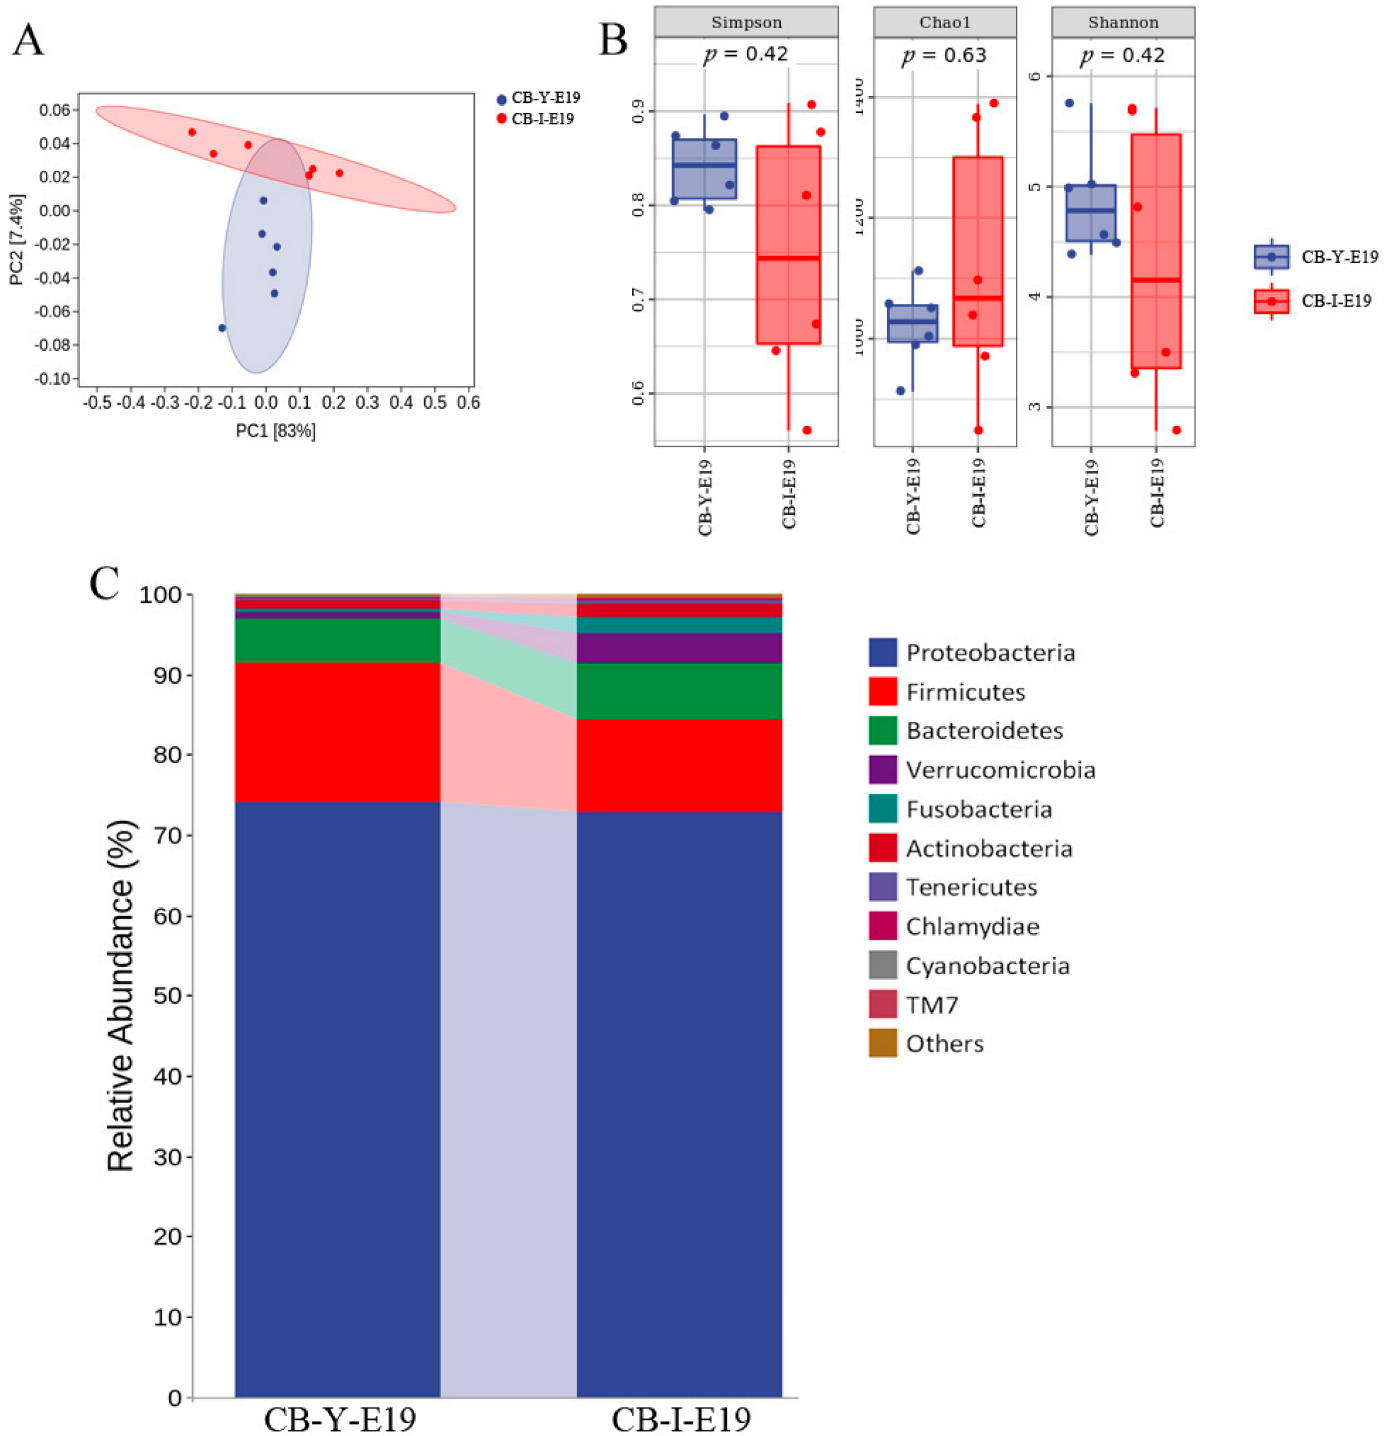 A
0.06
0.04
0.02
0.00
-0.02
-0.04
-0.06
-0.08
-0.10
PC2 [7.4%]
-0.5 -0.4 -0.3 -0.2 -0.1 0.0 0.1 0.2 0.3 0.4 0.5 0.6
PC1 [83%]
CB-Y-E19
CB-I-E19
B
Simpson
p = 0.42
0.9
0.8
0.7
0.6
CB-Y-E19
CB-I-E19
Chao1
p = 0.63
1400
1200
1000
CB-Y-E19
CB-I-E19
Shannon
p = 0.42
6
5
4
3
CB-Y-E19
CB-I-E19
CB-Y-E19
CB-I-E19
C
100
90
80
70
60
50
40
30
20
10
0
Relative Abundance (%)
CB-Y-E19
CB-I-E19
Proteobacteria
Firmicutes
Bacteroidetes
Verrucomicrobia
Fusobacteria
Actinobacteria
Tenericutes
Chlamydiae
Cyanobacteria
TM7
Others